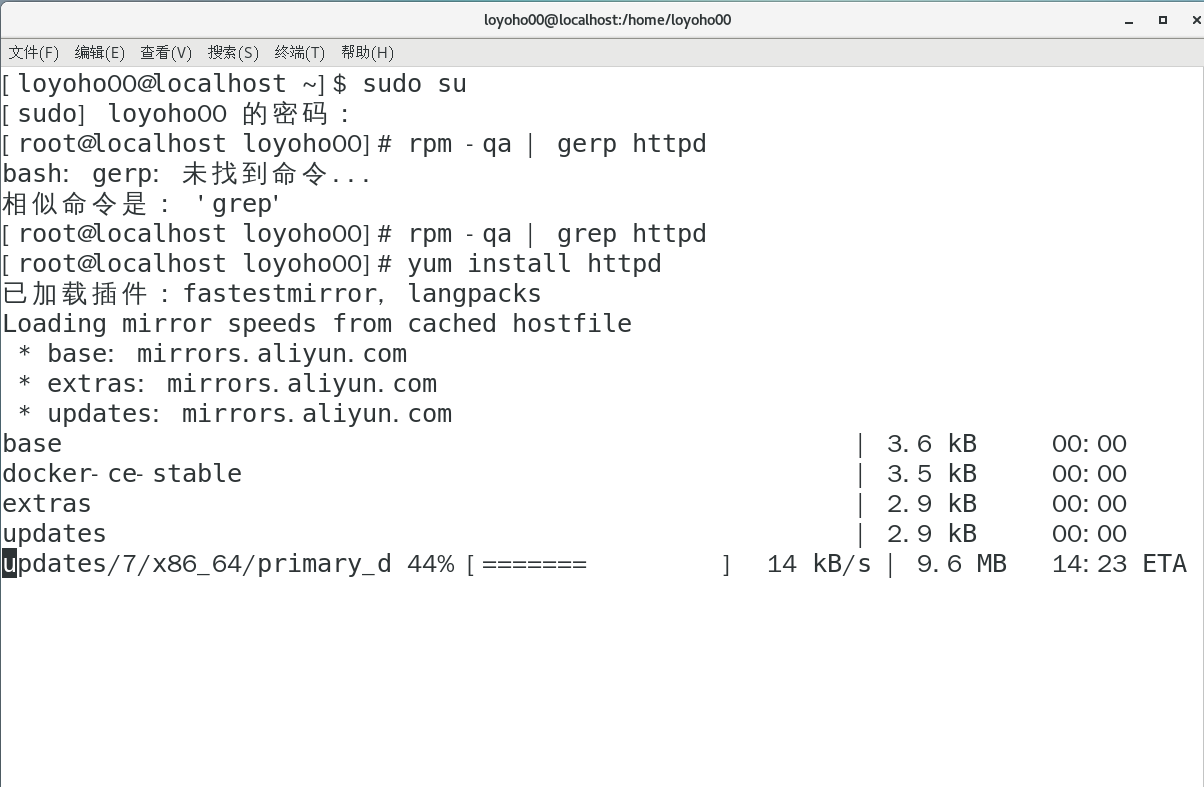 loyoho00@localhost:/home/loyoho00
文件(F) 编辑(E) 查看(V) 搜索(S) 终端(T) 帮助(H)
[loyoho00@localhost ~]$ sudo su
[sudo] loyoho00 的密码：
[root@localhost loyoho00]# rpm -qa | gerp httpd
bash: gerp: 未找到命令...
相似命令是： 'grep'
[root@localhost loyoho00]# rpm -qa | grep httpd
[root@localhost loyoho00]# yum install httpd
已加载插件：fastestmirror, langpacks
Loading mirror speeds from cached hostfile
 * base: mirrors.aliyun.com
 * extras: mirrors.aliyun.com
 * updates: mirrors.aliyun.com
base | 3.6 kB 00:00
docker-ce-stable | 3.5 kB 00:00
extras | 2.9 kB 00:00
updates | 2.9 kB 00:00
updates/7/x86_64/primary_d 44% [======= ] 14 kB/s | 9.6 MB 14:23 ETA